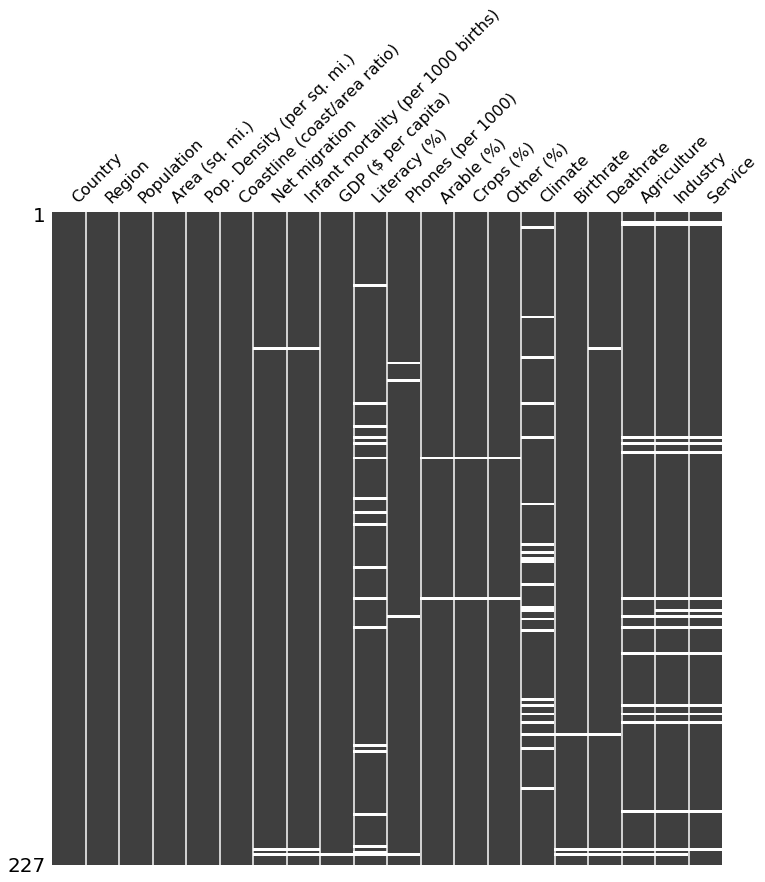 Country
Region
Population
Area (sq. mi.)
Pop. Density (per sq. mi.)
Coastline (coast/area ratio)
Net migration
Infant mortality (per 1000 births)
GDP ($ per capita)
Literacy (%)
Phones (per 1000)
Arable (%)
Crops (%)
Other (%)
Climate
Birthrate
Deathrate
Agriculture
Industry
Service
1
227